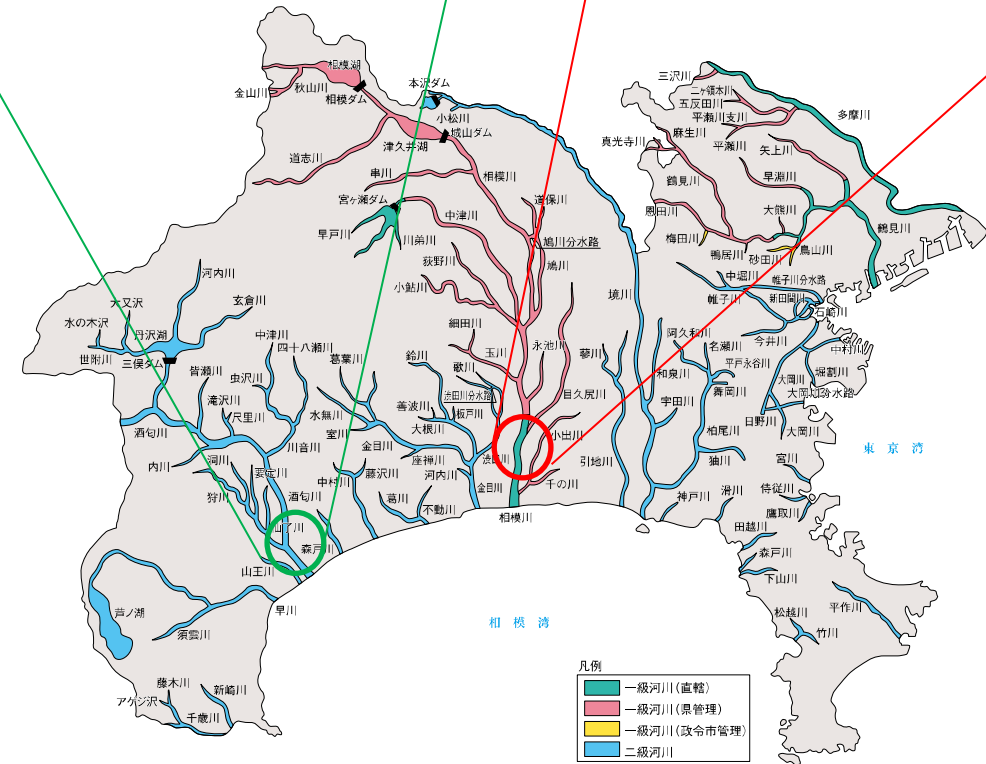 相模湖
秋山川
金山川
相模ダム
本沢ダム
小松川
城山ダム
津久井湖
道志川
串川
相模川
宮ヶ瀬ダム
中津川
道保川
早戸川
川弟川
鳩川分水路
荻野川
鳩川
小鮎川
境川
三沢川
二ヶ領本川
五反田川
平瀬川支川
多摩川
麻生川
真光寺川
平瀬川
矢上川
鶴見川
早淵川
恩田川
大熊川
梅田川
鶴見川
鴨居川
砂田川
鳥山川
中堀川
帷子川分水路
帷子川
新田間川
石崎川
今井川
中村川
河内川
大又沢
玄倉川
水の木沢
丹沢湖
世附川
三保ダム
中津川
四十八瀬川
皆瀬川
虫沢川
葛葉川
滝沢川
尺里川
水無川
酒匂川
川音川
室川
細田川
玉川
永池川
鈴川
歌川
渋田川分水路
目久尻川
善波川
板戸川
大根川
小出川
金目川
座禅川
渋田川
河内川
金目川
千の川
引地川
相模川
蓼川
阿久和川
名瀬川
平戸永谷川
和泉川
舞岡川
宇田川
柏尾川
大岡川
堀割川
大岡川分水路
日野川
大岡川
㹨川
宮川
神戸川
滑川
侍従川
鷹取川
田越川
森戸川
下山川
松越川
竹川
平作川
内川
洞川
要定川
狩川
酒匂川
中村川
藤沢川
葛川
不動川
山王川
森戸川
早川
芦ノ湖
須雲川
藤木川
新崎川
アケジ沢
千歳川
東京湾
相模湾
凡例
一級河川(直轄)
一級河川(県管理)
一級河川(政令市管理)
二級河川